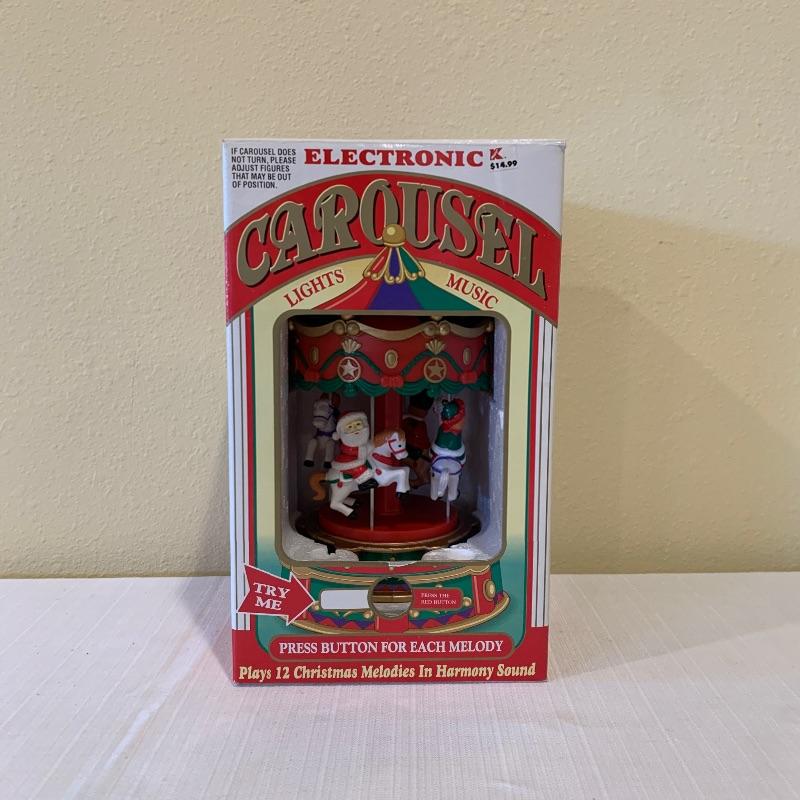 IF CAROUSEL DOES
NOT TURN, PLEASE
ADJUST FIGURES
THAT MAY BE OUT
OF POSITION.
ELECTRONIC
K
$14.99
CAROUSEL
LIGHTS
MUSIC
TRY
ME
PRESS THE
RED BUTTON
PRESS BUTTON FOR EACH MELODY
Plays 12 Christmas Melodies In Harmony Sound